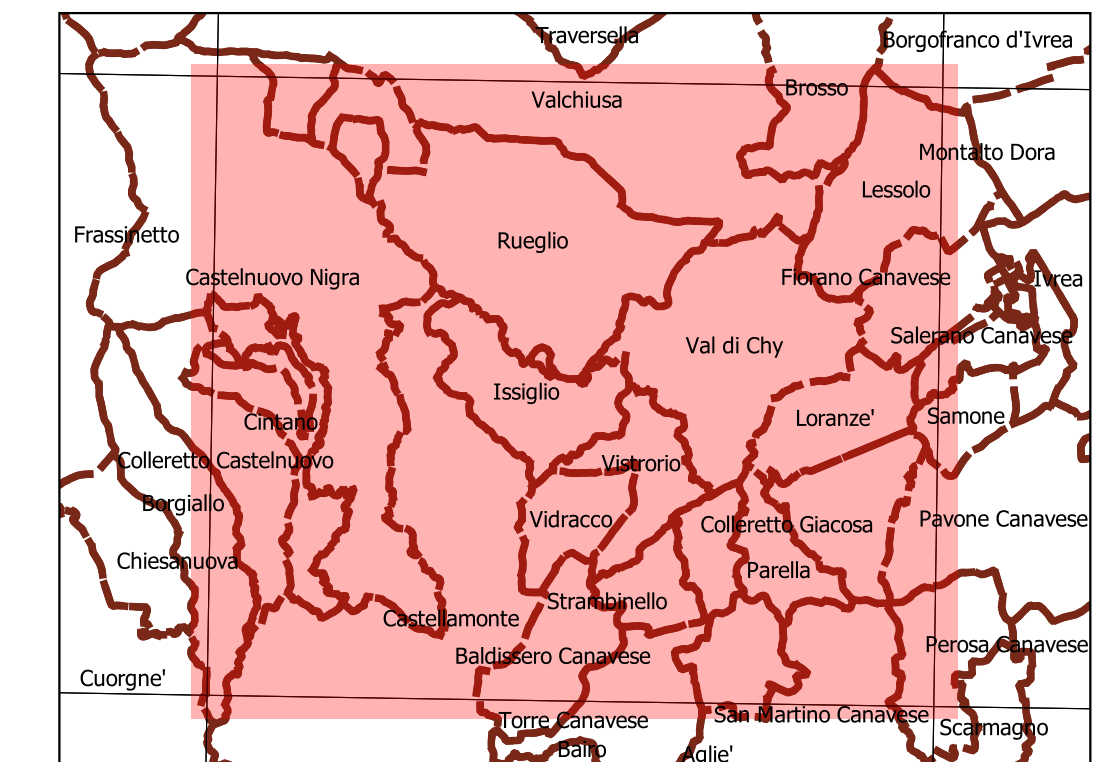 Traversella
Borgofranco d'Ivrea
Brosso
Valchiusa
Montalto Dora
Lessolo
Frassinetto
Rueglio
Castelnuovo Nigra
Fiorano Canavese
Ivrea
Salerano Canavese
Val di Chy
Issiglio
Cintano
Loranze'
Samone
Colleretto Castelnuovo
Vistrorio
Borgiallo
Vidracco
Colleretto Giacosa
Pavone Canavese
Chiesanuova
Parella
Strambinello
Castellamonte
Perosa Canavese
Baldissero Canavese
Cuorgne'
San Martino Canavese
Torre Canavese
Scarmagno
Bairo
Aglie'